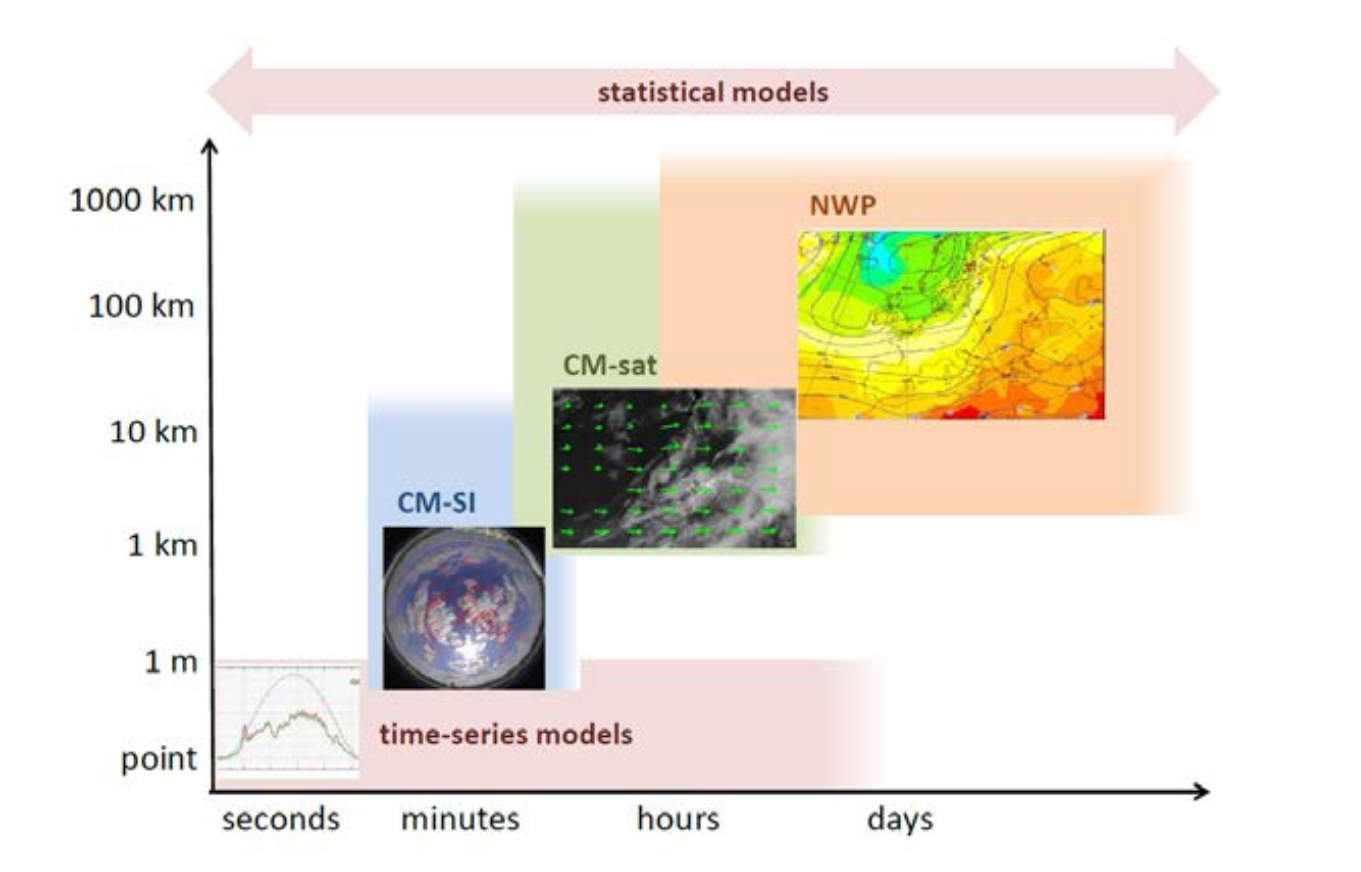 statistical models
1000 km
NWP
100 km
CM-sat
10 km
CM-SI
1 km
1 m
time-series models
point
seconds minutes hours days